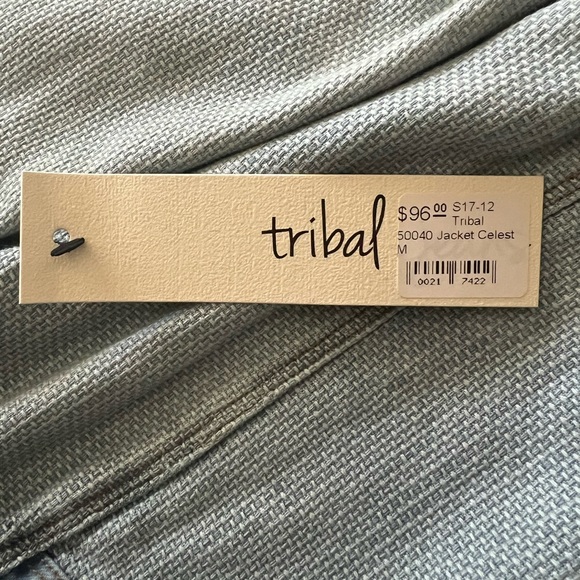 tribal
$96.00 S17-12
Tribal
50040 Jacket Celest
M
0021 7422